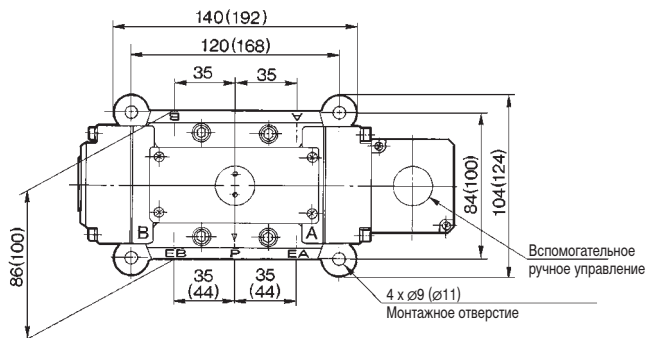 140(192)
120(168)
35 35
B A
B A
EB P EA
35 35
(44) (44)
86(100)
84(100)
104(124)
Вспомогательное
ручное управление
4 x ø9 (ø11)
Монтажное отверстие